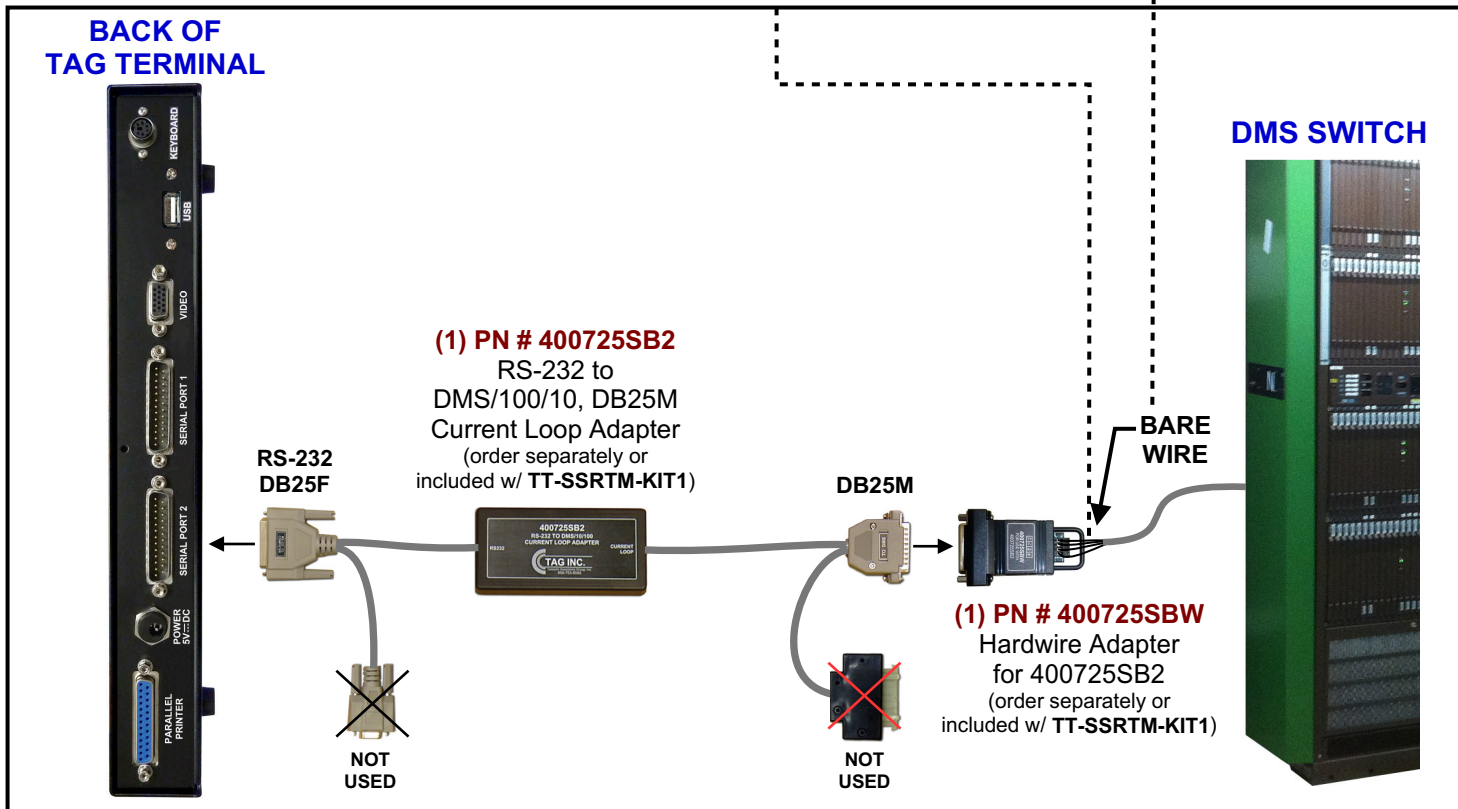 BACK OF
TAG TERMINAL
KEYBOARD
USB
VIDEO
SERIAL PORT 1
SERIAL PORT 2
POWER
5V⎓DC
PARALLEL
PRINTER
RS-232
DB25F
NOT
USED
(1) PN # 400725SB2
RS-232 to
DMS/100/10, DB25M
Current Loop Adapter
(order separately or
included w/ TT-SSRTM-KIT1)
400725SB2
RS-232 TO DMS/10/100
CURRENT LOOP ADAPTER
RS232
CURRENT
LOOP
TAG INC.
DB25M
TO DMS
NOT
USED
BARE
WIRE
400725SBW
(1) PN # 400725SBW
Hardwire Adapter
for 400725SB2
(order separately or
included w/ TT-SSRTM-KIT1)
DMS SWITCH